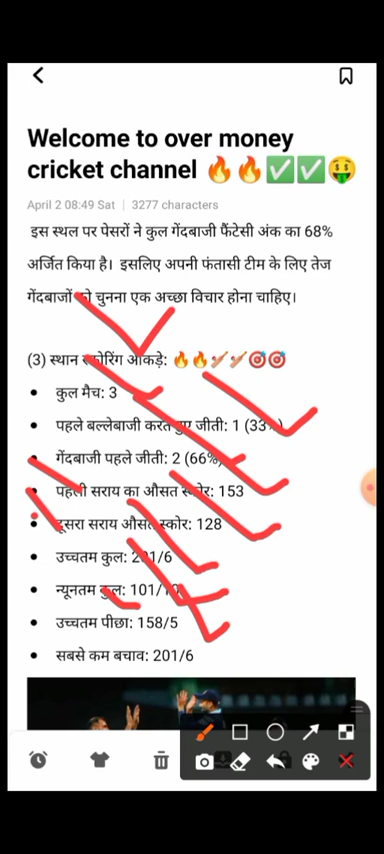 Welcome to over money
cricket channel 🔥🔥✅✅🤑
April 2 08:49 Sat | 3277 characters
इस स्थल पर पेसरों ने कुल गेंदबाजी फैंटेसी अंक का 68%
अर्जित किया है। इसलिए अपनी फंतासी टीम के लिए तेज
गेंदबाजों को चुनना एक अच्छा विचार होना चाहिए।
(3) स्थान स्कोरिंग आंकड़े: 🔥🔥🏏🏏🎯🎯
• कुल मैच: 3
• पहले बल्लेबाजी करते हुए जीती: 1 (33%)
• गेंदबाजी पहले जीती: 2 (66%)
• पहली सराय का औसत स्कोर: 153
• दूसरा सराय औसत स्कोर: 128
• उच्चतम कुल: 201/6
• न्यूनतम कुल: 101/10
• उच्चतम पीछा: 158/5
• सबसे कम बचाव: 201/6